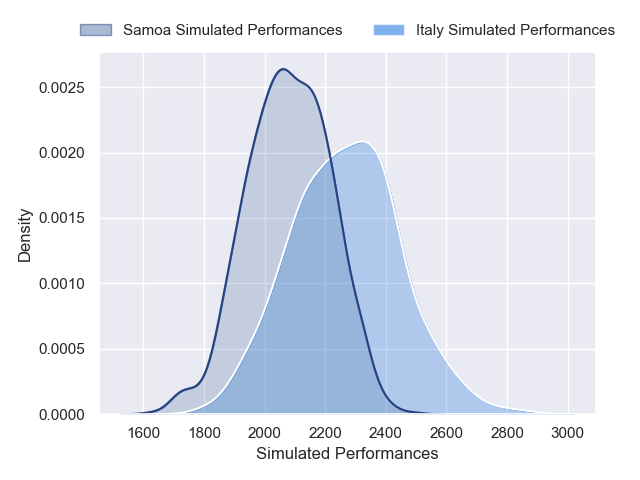 Samoa Simulated Performances
Italy Simulated Performances
0.0025
0.0020
0.0015
0.0010
0.0005
0.0000
Density
1600 1800 2000 2200 2400 2600 2800 3000
Simulated Performances